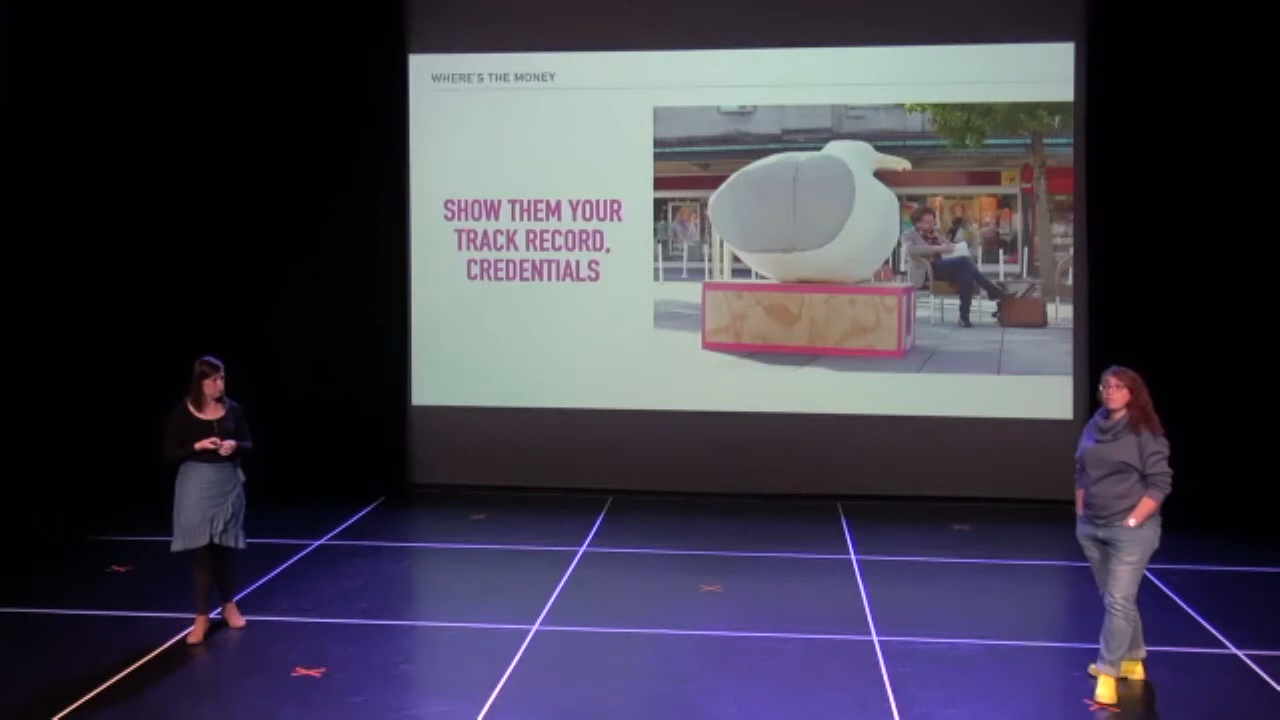 WHERE'S THE MONEY
SHOW THEM YOUR
TRACK RECORD,
CREDENTIALS